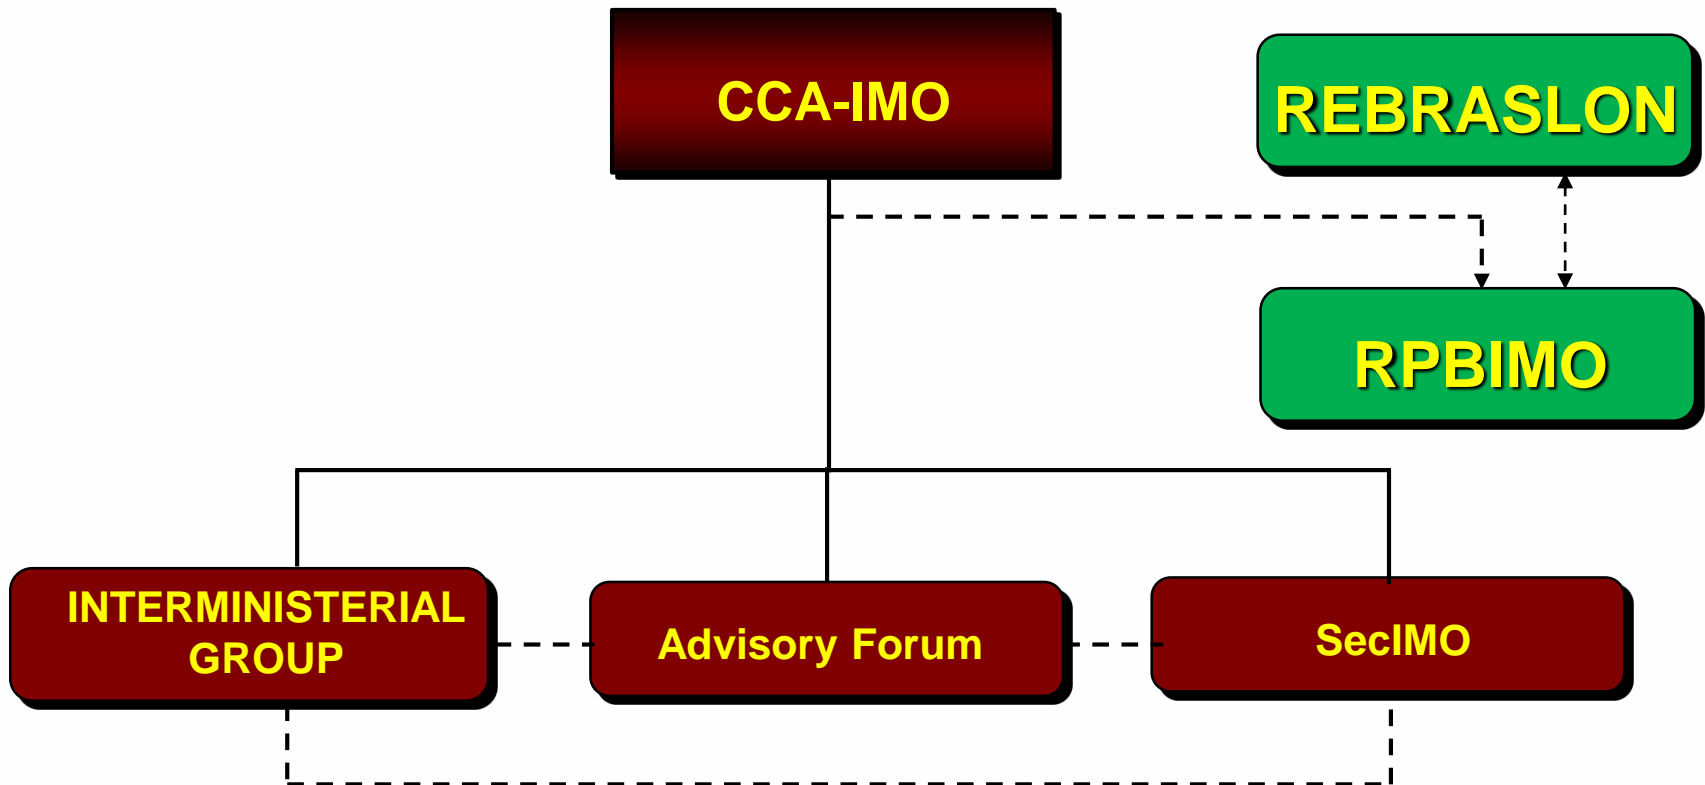 CCA-IMO
REBRASLON
RPBIMO
INTERMINISTERIAL
GROUP
Advisory Forum
SecIMO